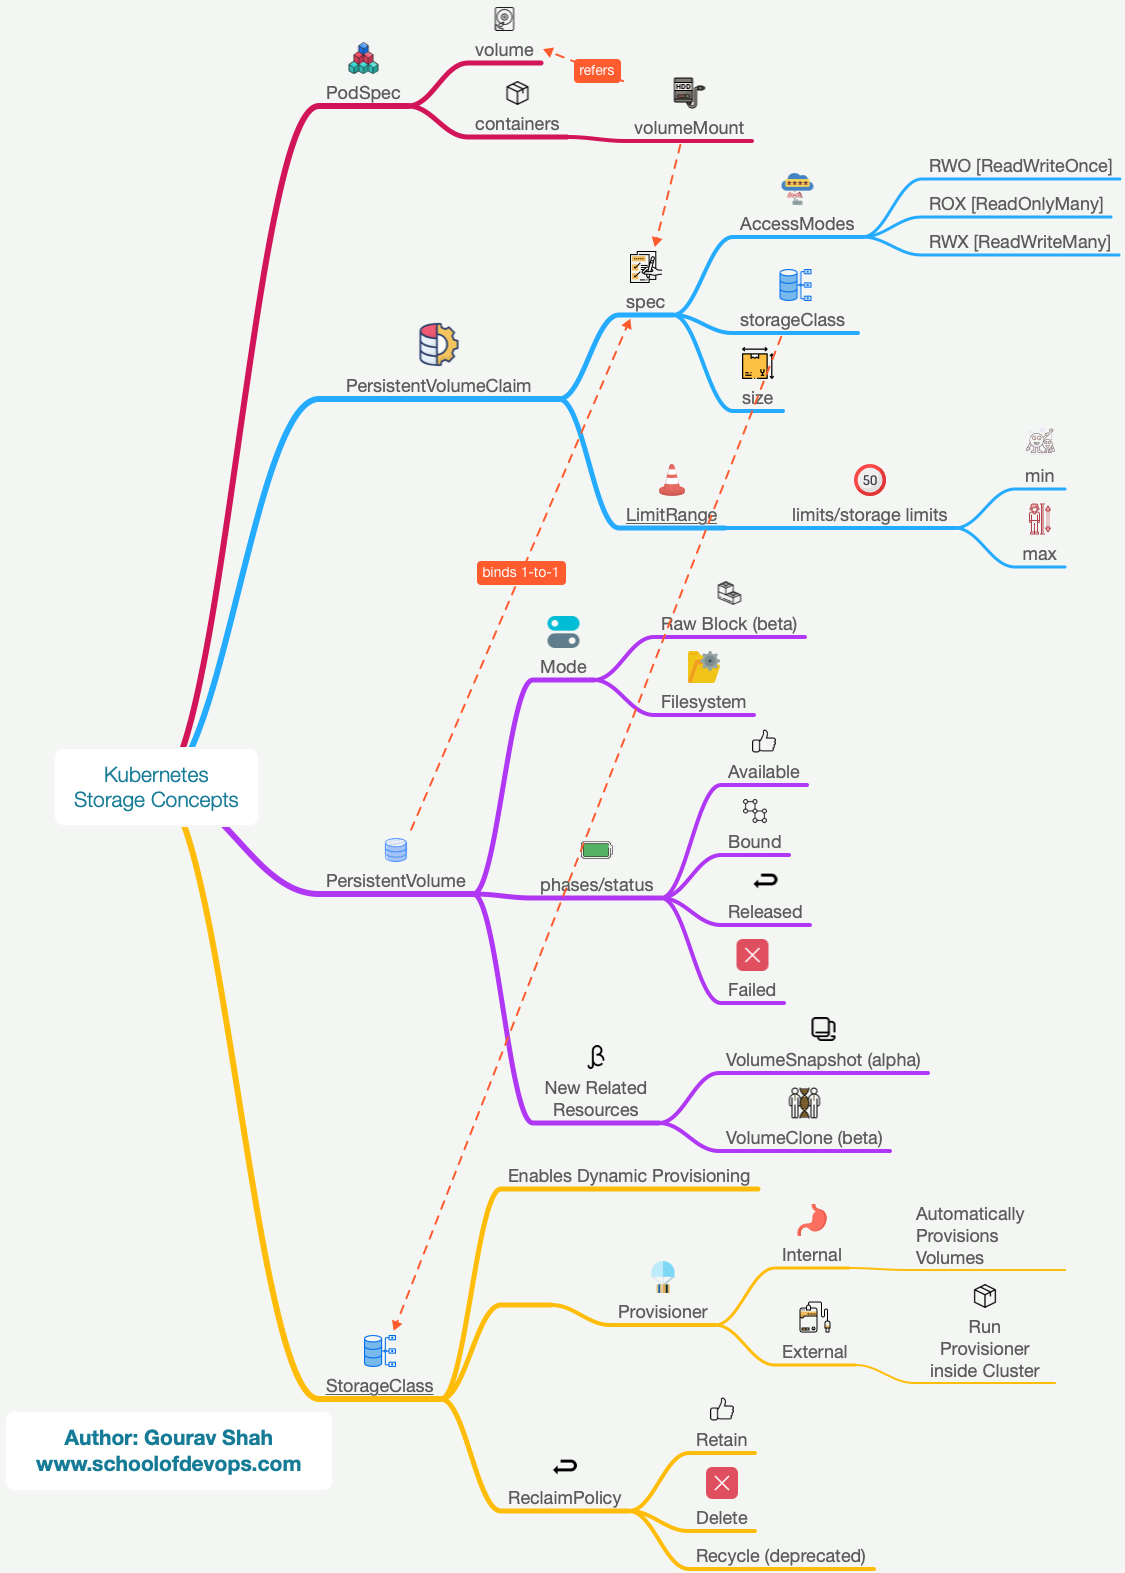 volume
refers
PodSpec
containers
volumeMount
RWO [ReadWriteOnce]
ROX [ReadOnlyMany]
RWX [ReadWriteMany]
AccessModes
spec
storageClass
PersistentVolumeClaim
size
min
50
LimitRange
limits/storage limits
max
binds 1-to-1
Raw Block (beta)
Mode
Filesystem
Kubernetes
Storage Concepts
Available
Bound
PersistentVolume
phases/status
Released
Failed
β
New Related
Resources
VolumeSnapshot (alpha)
VolumeClone (beta)
Enables Dynamic Provisioning
Automatically
Provisions
Volumes
Internal
Provisioner
External
Run
Provisioner
inside Cluster
StorageClass
Author: Gourav Shah
www.schoolofdevops.com
Retain
ReclaimPolicy
Delete
Recycle (deprecated)